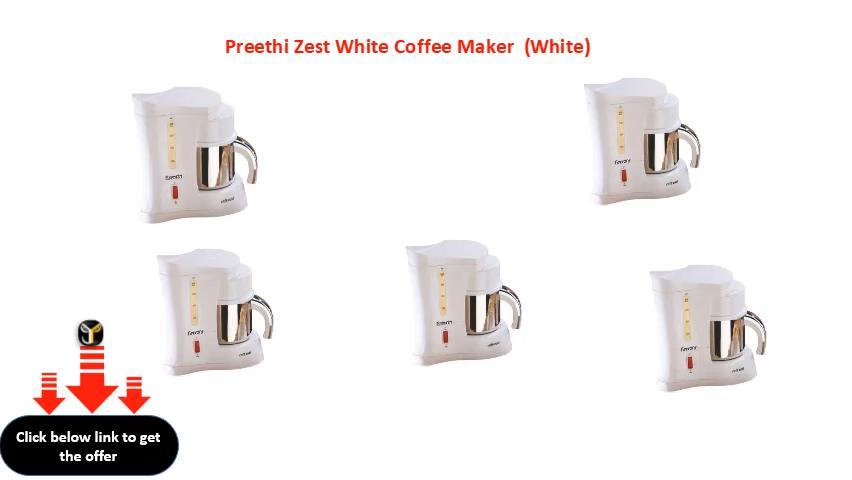 Preethi Zest White Coffee Maker (White)
Click below link to get
the offer